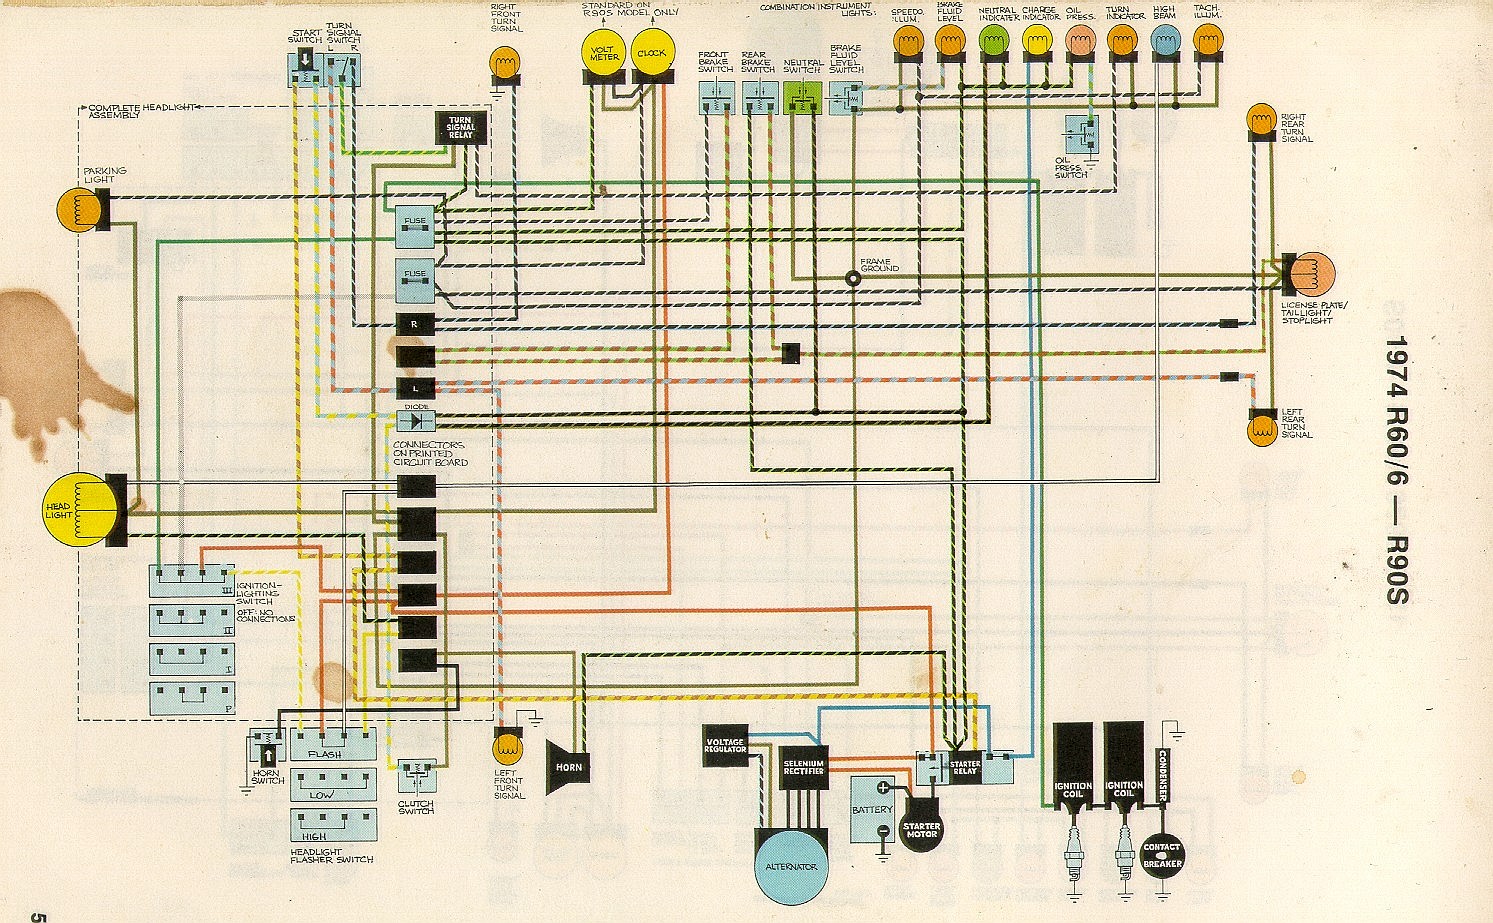 STANDARD ON
R90S MODEL ONLY
COMBINATION INSTRUMENT
LIGHTS:
SPEEDO.
ILLUM.
BRAKE
FLUID
LEVEL
NEUTRAL
INDICATER
CHARGE
INDICATOR
OIL
PRESS.
TURN
INDICATOR
HIGH
BEAM
TACH.
ILLUM.
START
SWITCH
TURN
SIGNAL
SWITCH
L
R
RIGHT
FRONT
TURN
SIGNAL
VOLT
METER
CLOCK
FRONT
BRAKE
SWITCH
REAR
BRAKE
SWITCH
NEUTRAL
SWITCH
BRAKE
FLUID
LEVEL
SWITCH
COMPLETE HEADLIGHT
ASSEMBLY
TURN
SIGNAL
RELAY
OIL
PRESS.
SWITCH
RIGHT
REAR
TURN
SIGNAL
PARKING
LIGHT
FUSE
FUSE
FRAME
GROUND
LICENSE PLATE/
TAILLIGHT/
STOPLIGHT
R
L
DIODE
LEFT
REAR
TURN
SIGNAL
CONNECTORS
ON PRINTED
CIRCUIT BOARD
HEAD
LIGHT
1974 R60/6 — R90S
III
IGNITION-
LIGHTING
SWITCH
OFF: NO
CONNECTIONS
II
I
P
FLASH
LOW
HIGH
HORN
SWITCH
HEADLIGHT
FLASHER SWITCH
CLUTCH
SWITCH
LEFT
FRONT
TURN
SIGNAL
HORN
VOLTAGE
REGULATOR
SELENIUM
RECTIFIER
ALTERNATOR
BATTERY
STARTER
RELAY
STARTER
MOTOR
IGNITION
COIL
IGNITION
COIL
CONDENSER
CONTACT
BREAKER
5